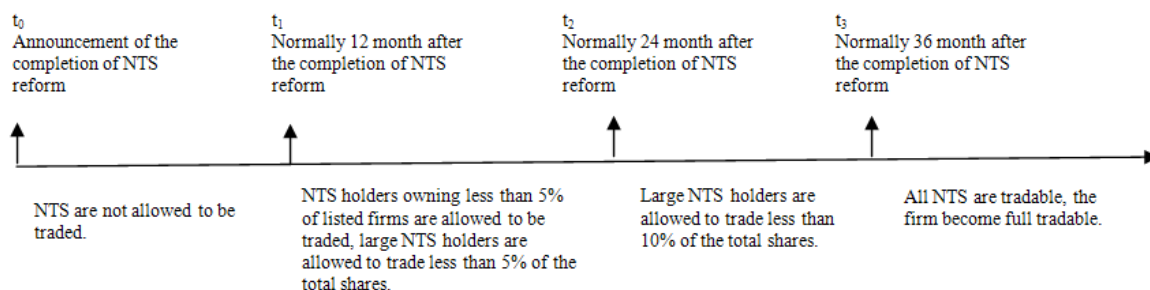 t0
Announcement of the
completion of NTS
reform
t1
Normally 12 month after
the completion of NTS
reform
t2
Normally 24 month after
the completion of NTS
reform
t3
Normally 36 month after
the completion of NTS
reform
NTS are not allowed to be
traded.
NTS holders owning less than 5%
of listed firms are allowed to be
traded, large NTS holders are
allowed to trade less than 5% of the
total shares.
Large NTS holders are
allowed to trade less than
10% of the total shares.
All NTS are tradable, the
firm become full tradable.